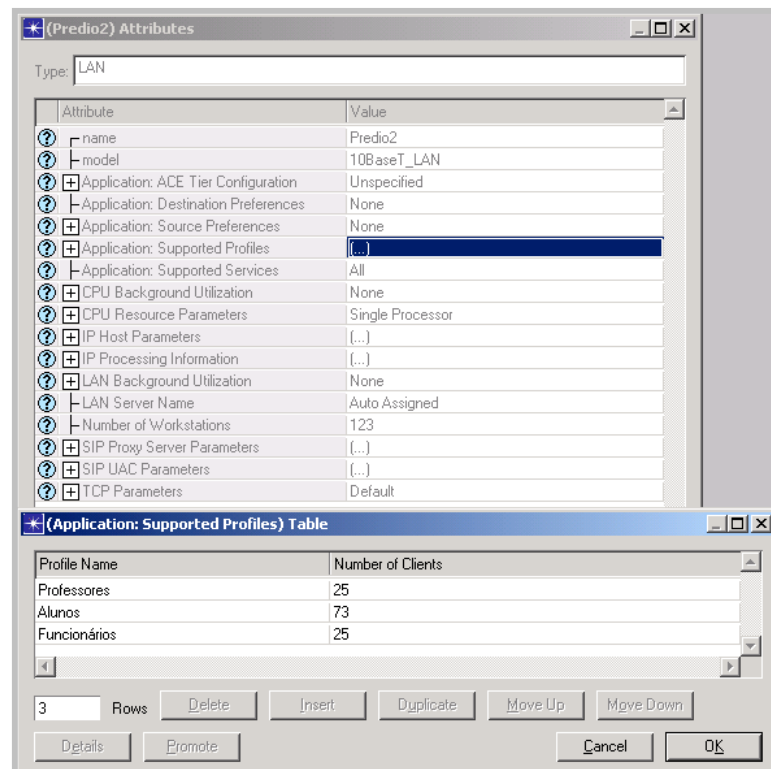 (Predio2) Attributes
Type: LAN
Attribute Value
name Predio2
model 10BaseT_LAN
Application: ACE Tier Configuration Unspecified
Application: Destination Preferences None
Application: Source Preferences None
Application: Supported Profiles (...)
Application: Supported Services All
CPU Background Utilization None
CPU Resource Parameters Single Processor
IP Host Parameters (...)
IP Processing Information (...)
LAN Background Utilization None
LAN Server Name Auto Assigned
Number of Workstations 123
SIP Proxy Server Parameters (...)
SIP UAC Parameters (...)
TCP Parameters Default
(Application: Supported Profiles) Table
Profile Name Number of Clients
Professores 25
Alunos 73
Funcionários 25
3 Rows Delete Insert Duplicate Move Up Move Down
Details Promote Cancel OK